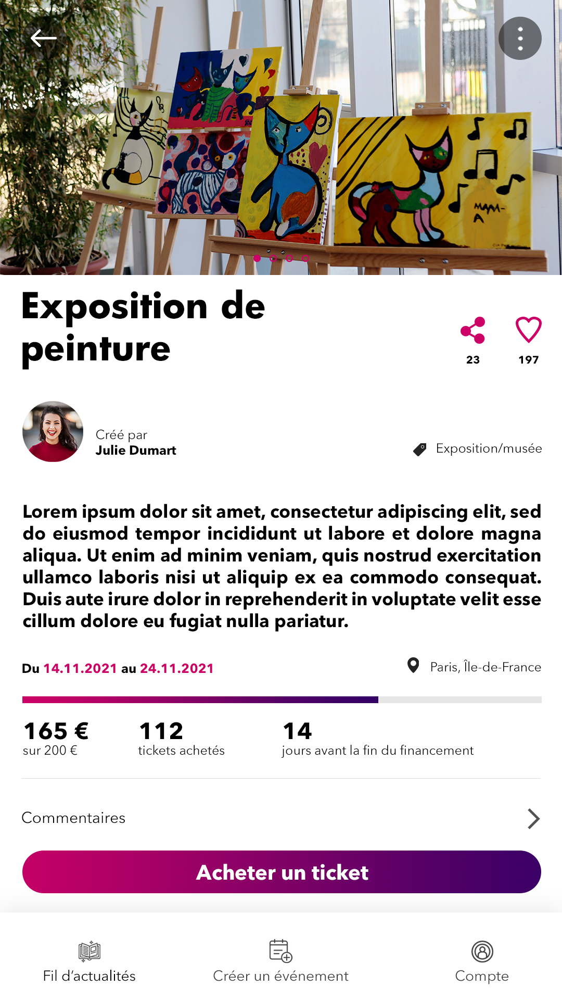 MAM-
A
Exposition de
peinture
23
197
Créé par
Julie Dumart
Exposition/musée
Lorem ipsum dolor sit amet, consectetur adipiscing elit, sed
do eiusmod tempor incididunt ut labore et dolore magna
aliqua. Ut enim ad minim veniam, quis nostrud exercitation
ullamco laboris nisi ut aliquip ex ea commodo consequat.
Duis aute irure dolor in reprehenderit in voluptate velit esse
cillum dolore eu fugiat nulla pariatur.
Du 14.11.2021 au 24.11.2021
Paris, Île-de-France
165 €
sur 200 €
112
tickets achetés
14
jours avant la fin du financement
Commentaires
Acheter un ticket
Fil d’actualités
Créer un événement
Compte